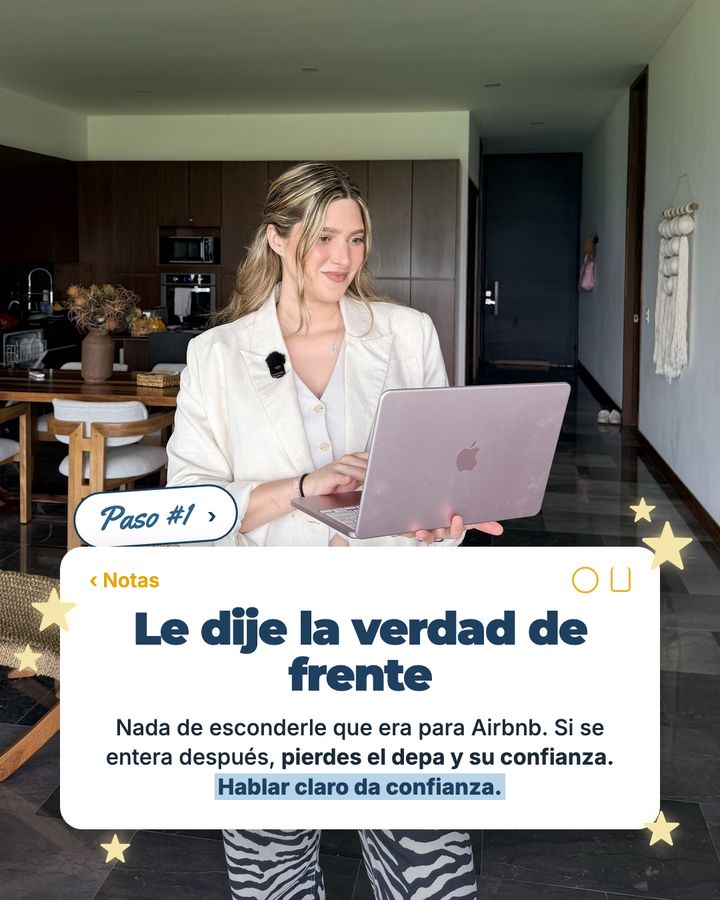 Paso #1 ›
‹ Notas
Le dije la verdad de
frente
Nada de esconderle que era para Airbnb. Si se
entera después, pierdes el depa y su confianza.
Hablar claro da confianza.